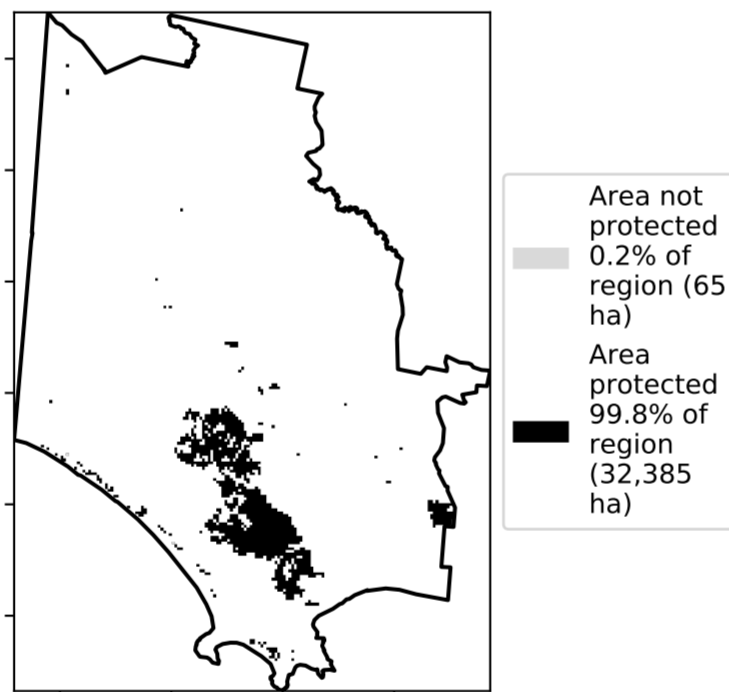 Area not
protected
0.2% of
region (65
ha)
Area
protected
99.8% of
region
(32,385
ha)